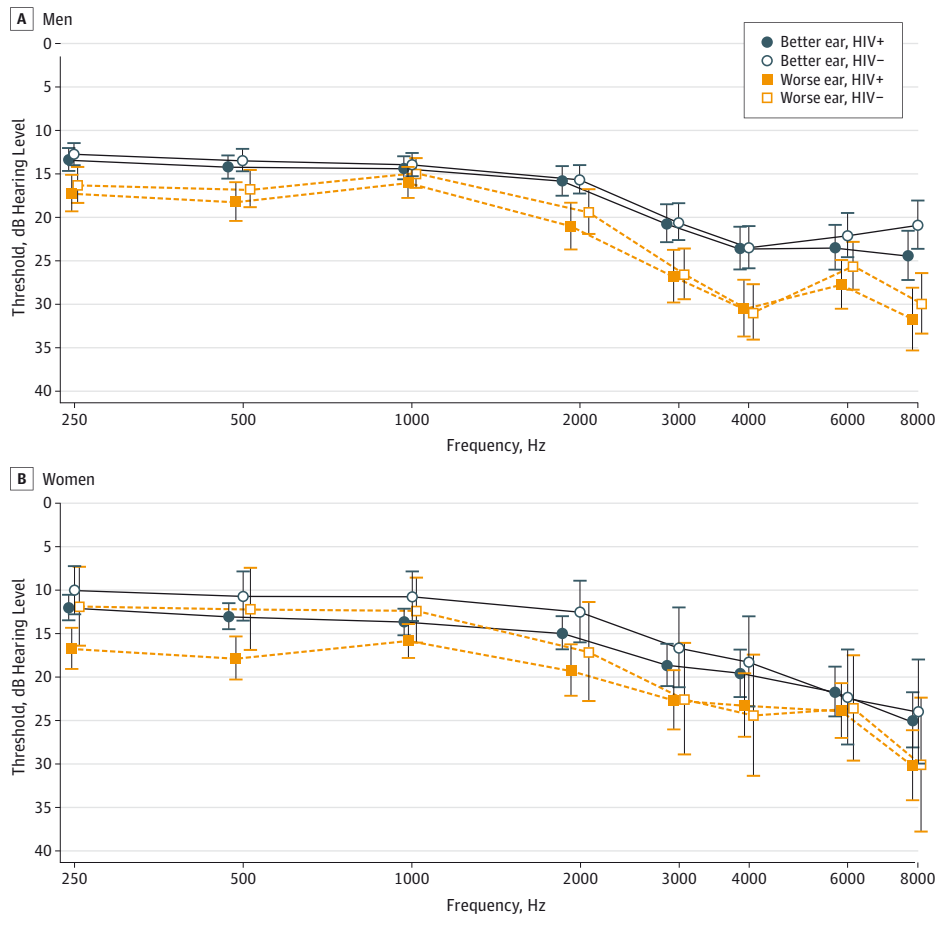 A Men
Better ear, HIV+
Better ear, HIV−
Worse ear, HIV+
Worse ear, HIV−
Threshold, dB Hearing Level
0
5
10
15
20
25
30
35
40
250 500 1000 2000 3000 4000 6000 8000
Frequency, Hz
B Women
Threshold, dB Hearing Level
0
5
10
15
20
25
30
35
40
250 500 1000 2000 3000 4000 6000 8000
Frequency, Hz